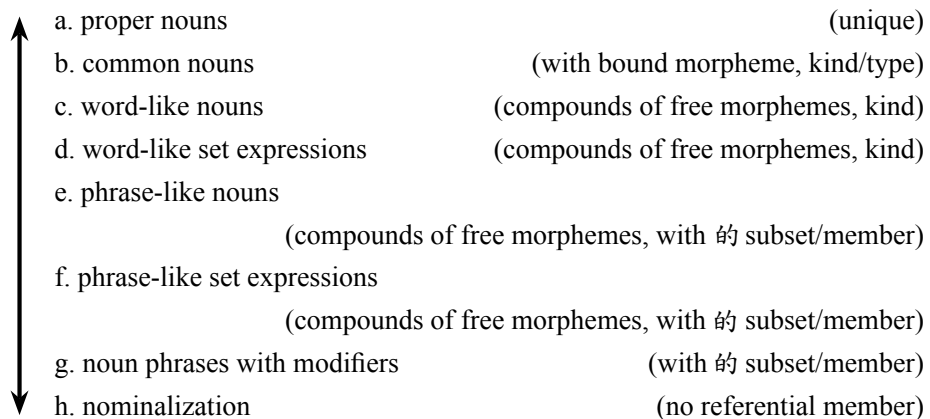 a. proper nouns (unique)
b. common nouns (with bound morpheme, kind/type)
c. word-like nouns (compounds of free morphemes, kind)
d. word-like set expressions (compounds of free morphemes, kind)
e. phrase-like nouns
(compounds of free morphemes, with 的 subset/member)
f. phrase-like set expressions
(compounds of free morphemes, with 的 subset/member)
g. noun phrases with modifiers (with 的 subset/member)
h. nominalization (no referential member)